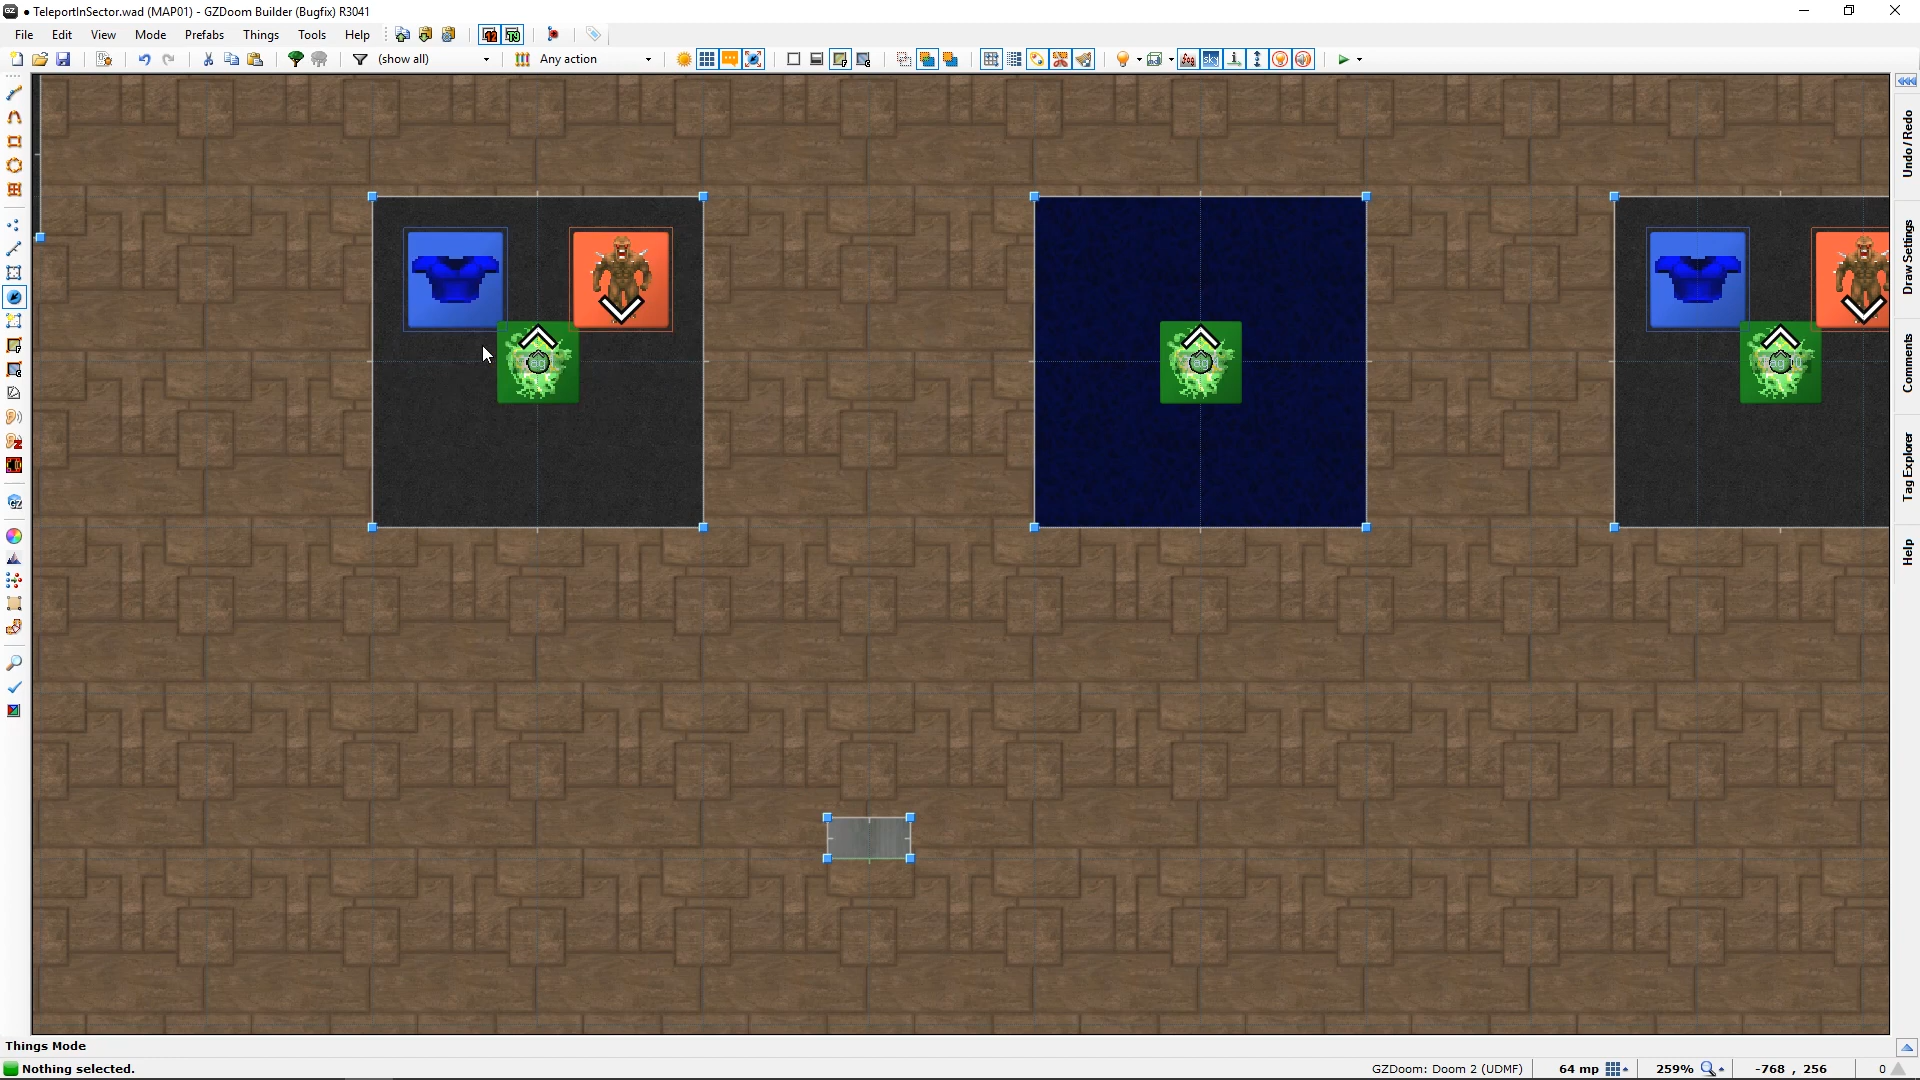 GZ • TeleportInSector.wad (MAP01) - GZDoom Builder (Bugfix) R3041
File Edit View Mode Prefabs Things Tools Help
(show all) Any action
Undo / Redo
Draw Settings
Comments
Tag Explorer
Help
Things Mode
Nothing selected. GZDoom: Doom 2 (UDMF) 64 mp 259% -768 , 256 0